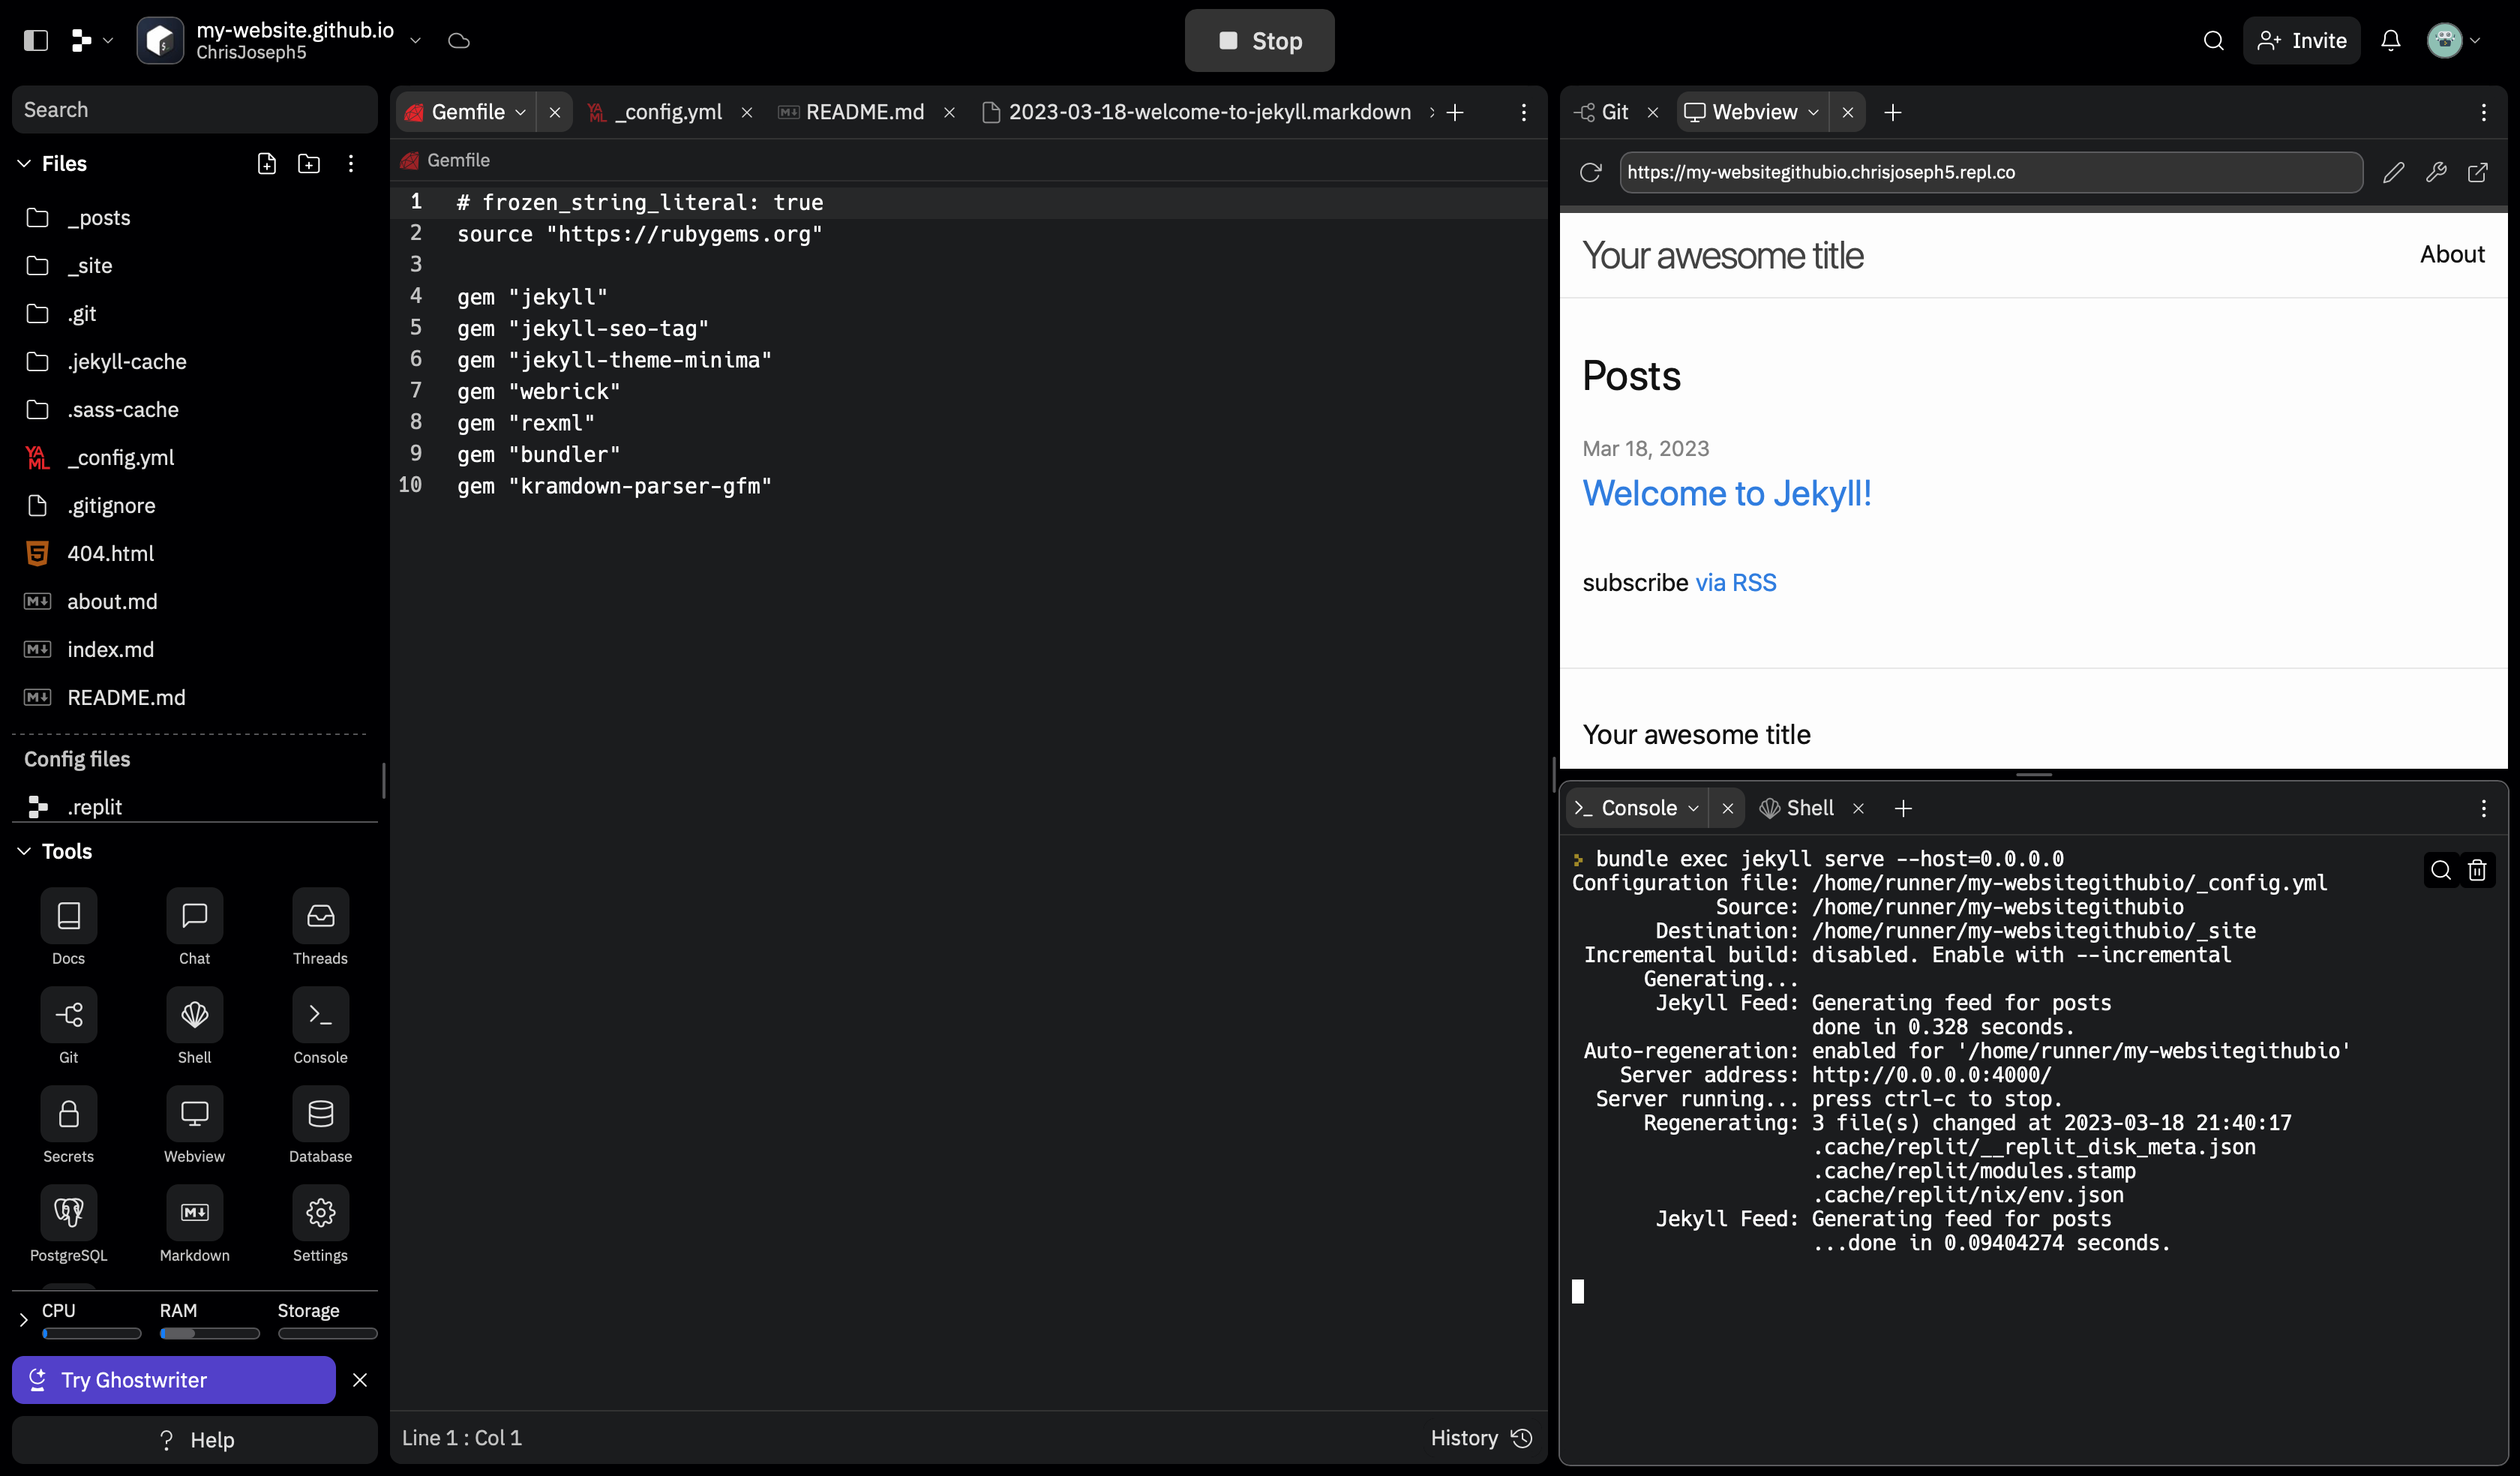 my-website.github.io
ChrisJoseph5
Stop
Invite
Search
Files
_posts
_site
.git
.jekyll-cache
.sass-cache
_config.yml
.gitignore
404.html
about.md
index.md
README.md
Config files
.replit
Tools
Docs
Chat
Threads
Git
Shell
Console
Secrets
Webview
Database
PostgreSQL
Markdown
Settings
CPU
RAM
Storage
Try Ghostwriter
? Help
Gemfile
_config.yml
README.md
2023-03-18-welcome-to-jekyll.markdown
Gemfile
1 # frozen_string_literal: true
2 source "https://rubygems.org"
3
4 gem "jekyll"
5 gem "jekyll-seo-tag"
6 gem "jekyll-theme-minima"
7 gem "webrick"
8 gem "rexml"
9 gem "bundler"
10 gem "kramdown-parser-gfm"
Line 1 : Col 1
History
Git
Webview
https://my-websitegithubio.chrisjoseph5.repl.co
Your awesome title
About
Posts
Mar 18, 2023
Welcome to Jekyll!
subscribe via RSS
Your awesome title
Console
Shell
bundle exec jekyll serve --host=0.0.0.0
Configuration file: /home/runner/my-websitegithubio/_config.yml
Source: /home/runner/my-websitegithubio
Destination: /home/runner/my-websitegithubio/_site
Incremental build: disabled. Enable with --incremental
Generating...
Jekyll Feed: Generating feed for posts
done in 0.328 seconds.
Auto-regeneration: enabled for '/home/runner/my-websitegithubio'
Server address: http://0.0.0.0:4000/
Server running... press ctrl-c to stop.
Regenerating: 3 file(s) changed at 2023-03-18 21:40:17
.cache/replit/__replit_disk_meta.json
.cache/replit/modules.stamp
.cache/replit/nix/env.json
Jekyll Feed: Generating feed for posts
...done in 0.09404274 seconds.